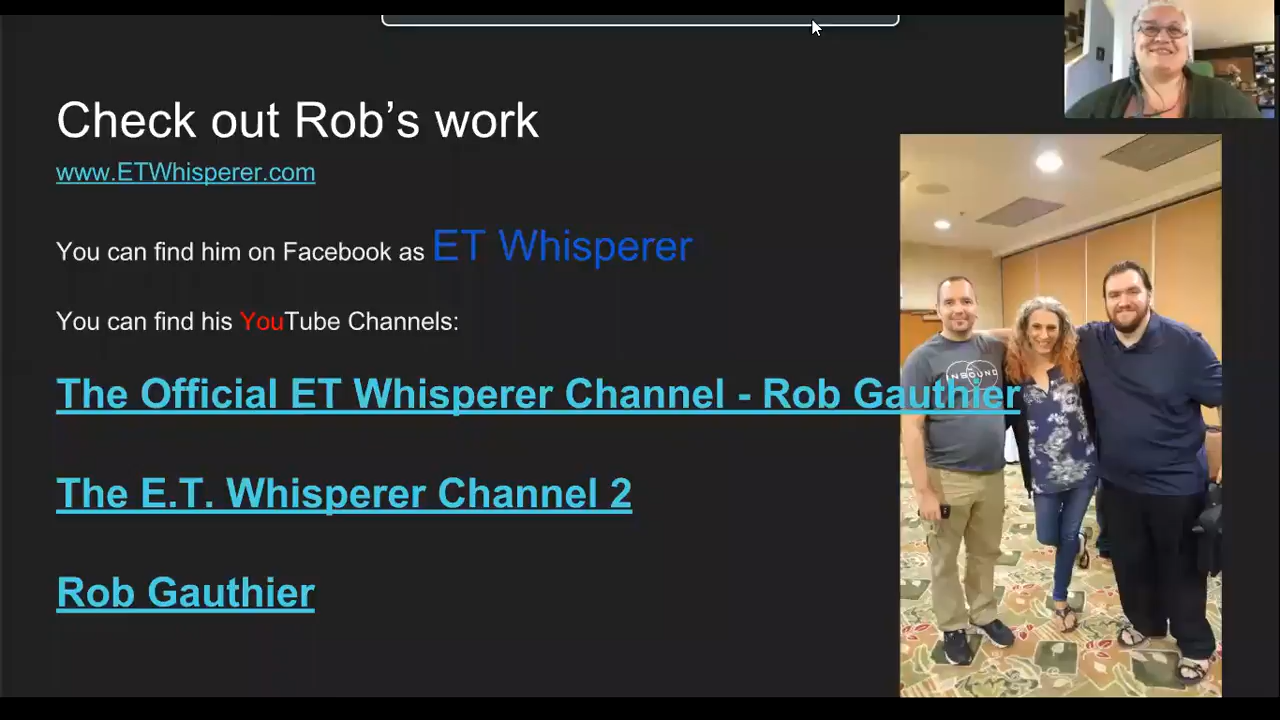 Check out Rob's work
www.ETWhisperer.com
You can find him on Facebook as ET Whisperer
You can find his YouTube Channels:
The Official ET Whisperer Channel - Rob Gauthier
The E.T. Whisperer Channel 2
Rob Gauthier